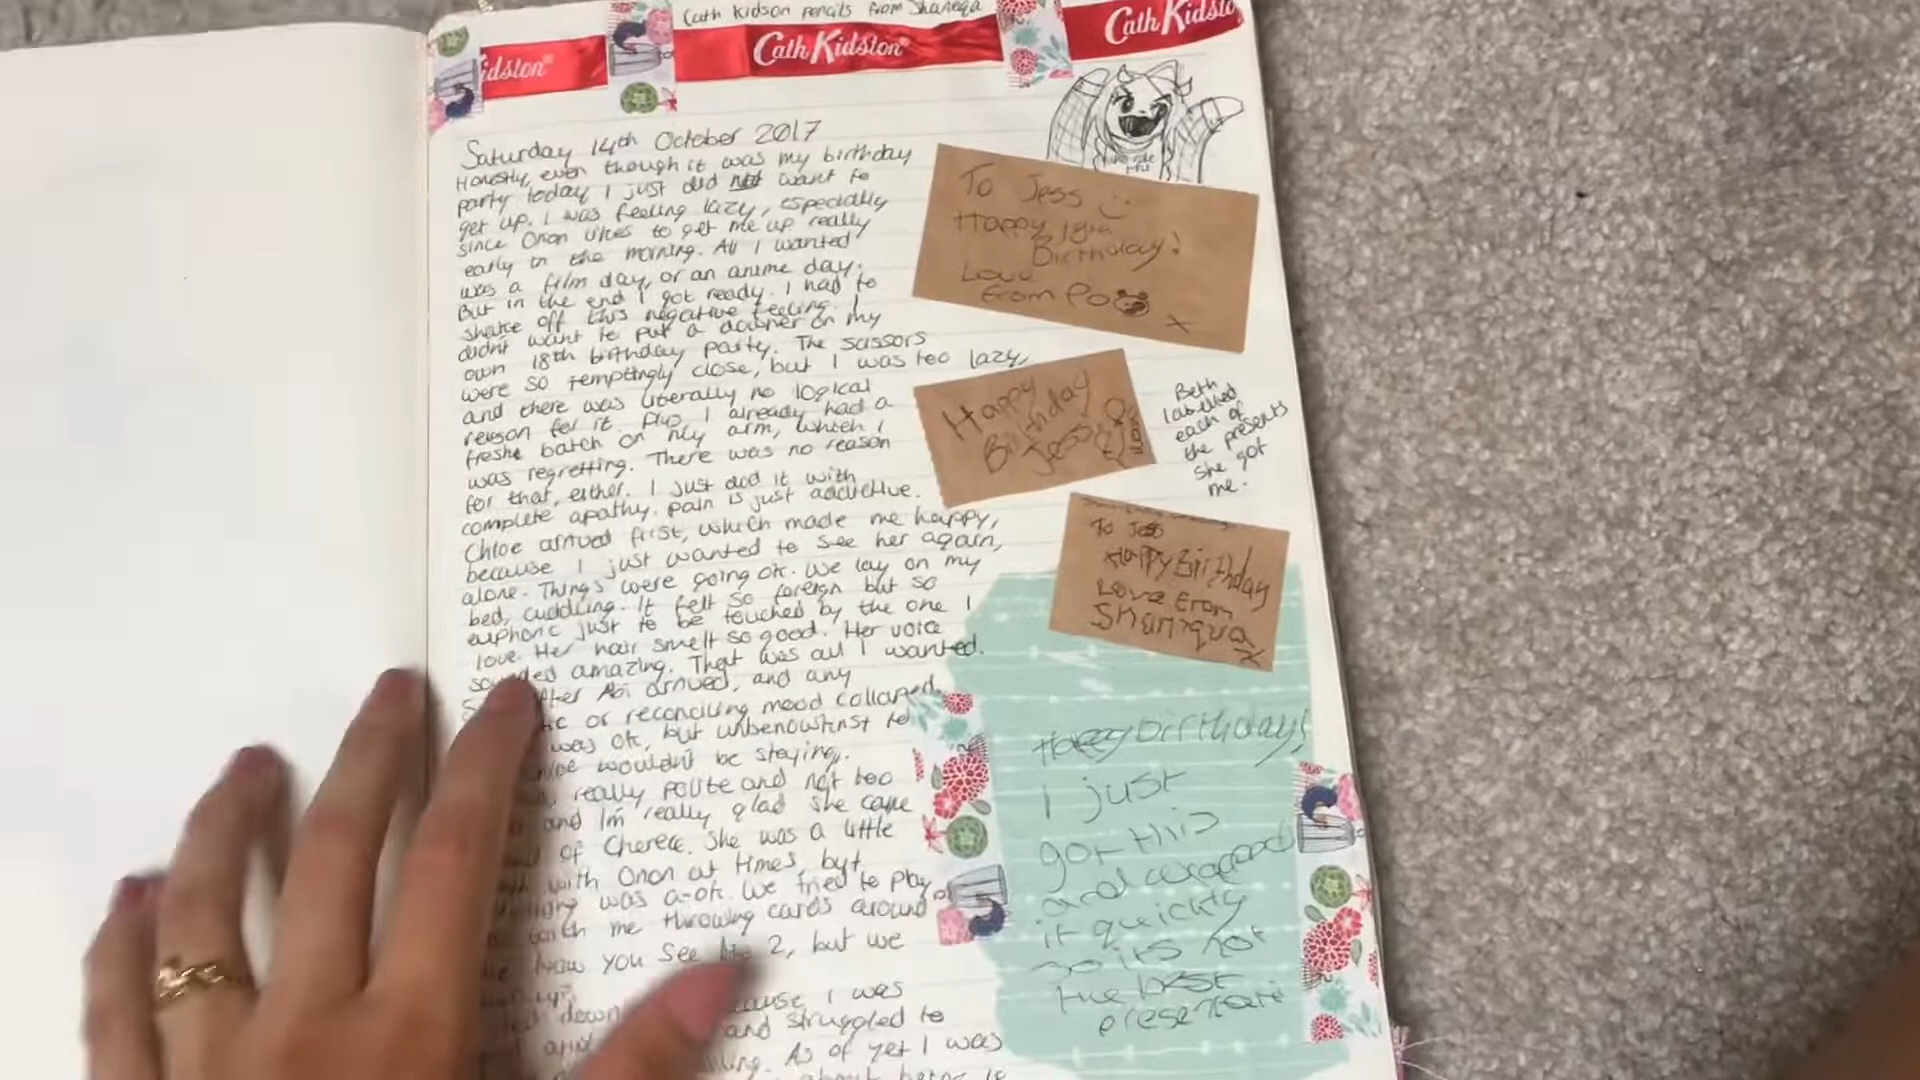 Cath Kidson pencils from Shaneqa
Kidston
Cath Kidston
Cath Kidsto
Saturday 14th October 2017
Honestly, even though it was my birthday
party today I just did not want to
get up. I was feeling lazy, especially
since Orion likes to get me up really
early in the morning. All I wanted
was a film day, or an anime day.
But in the end I got ready. I had to
shake off this negative feeling. I
didn't want to put a downer on my
own 18th birthday party. The scissors
were so temptingly close, but I was too lazy,
and there was literally no logical
reason for it. Plus I already had a
fresh batch on my arm, which I
was regretting. There was no reason
for that, either. I just did it with
complete apathy. Pain is just addictive.
Chloe arrived first, which made me happy,
because I just wanted to see her again,
alone. Things were going ok. We lay on my
bed, cuddling. It felt so foreign but so
euphoric just to be touched by the one I
love. Her hair smelt so good. Her voice
sounded amazing. That was all I wanted.
after Abi arrived, and any
or reconciling mood collapsed.
was ok, but unbenownst to
wouldn't be staying.
really polite and not too
and I'm really glad she came
of Cherece. She was a little
with Orion at times, but
was a-ok. We tried to play
with me throwing cards around
Now You See Me 2, but we
down because I was
and struggled to
As of yet I was
To Jess
Happy 18th
Birthday!
Love
from Po
x
Happy
Birthday
Jess
Beth
labelled
each of
the presents
she got
me.
To Jess
Happy Birthday
Love from
Shaniqua
x
Happy birthday!
I just
got this
and wrapped
it quickly
so its not
the best
presentati